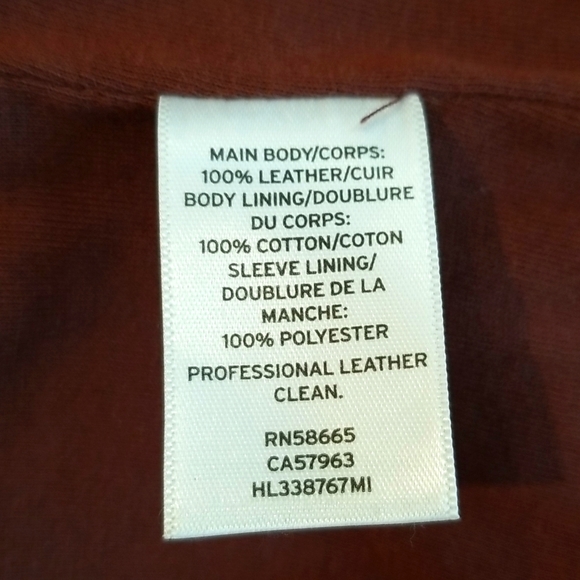 MAIN BODY/CORPS:
100% LEATHER/CUIR
BODY LINING/DOUBLURE
DU CORPS:
100% COTTON/COTON
SLEEVE LINING/
DOUBLURE DE LA
MANCHE:
100% POLYESTER
PROFESSIONAL LEATHER
CLEAN.
RN58665
CA57963
HL338767MI